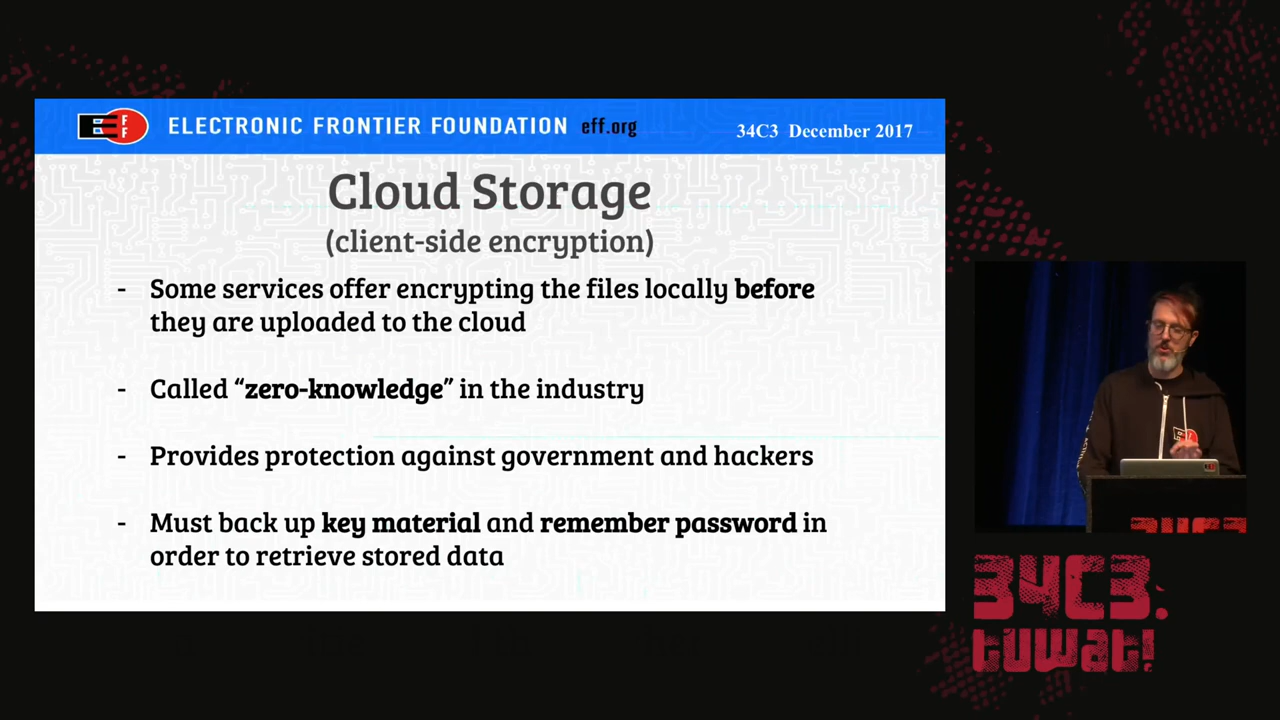 EFF
ELECTRONIC FRONTIER FOUNDATION eff.org
34C3 December 2017
Cloud Storage
(client-side encryption)
- Some services offer encrypting the files locally before
they are uploaded to the cloud
- Called “zero-knowledge” in the industry
- Provides protection against government and hackers
- Must back up key material and remember password in
order to retrieve stored data
34C3.
tuwat!